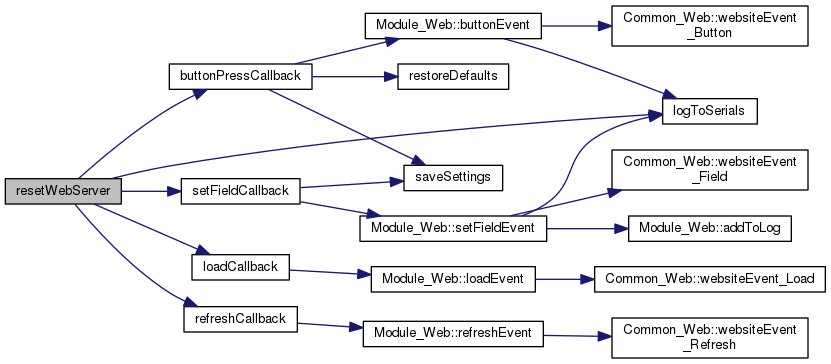 resetWebServer
buttonPressCallback
setFieldCallback
loadCallback
refreshCallback
Module_Web::buttonEvent
restoreDefaults
saveSettings
Module_Web::setFieldEvent
Module_Web::loadEvent
Module_Web::refreshEvent
Common_Web::websiteEvent
_Button
logToSerials
Common_Web::websiteEvent
_Field
Module_Web::addToLog
Common_Web::websiteEvent_Load
Common_Web::websiteEvent
_Refresh